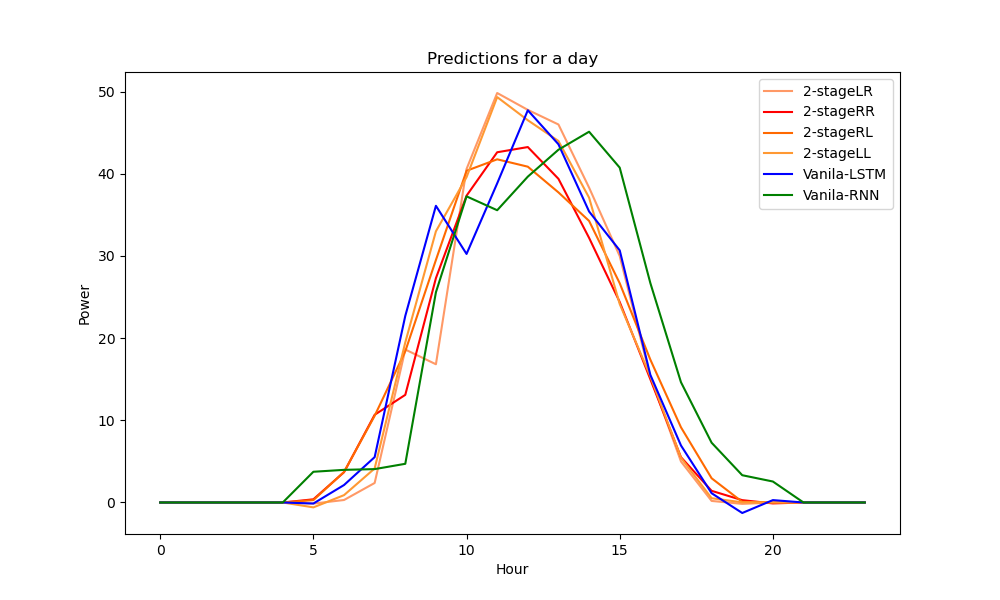 Predictions for a day
50
40
30
20
10
0
Power
0 5 10 15 20
Hour
2-stageLR
2-stageRR
2-stageRL
2-stageLL
Vanila-LSTM
Vanila-RNN